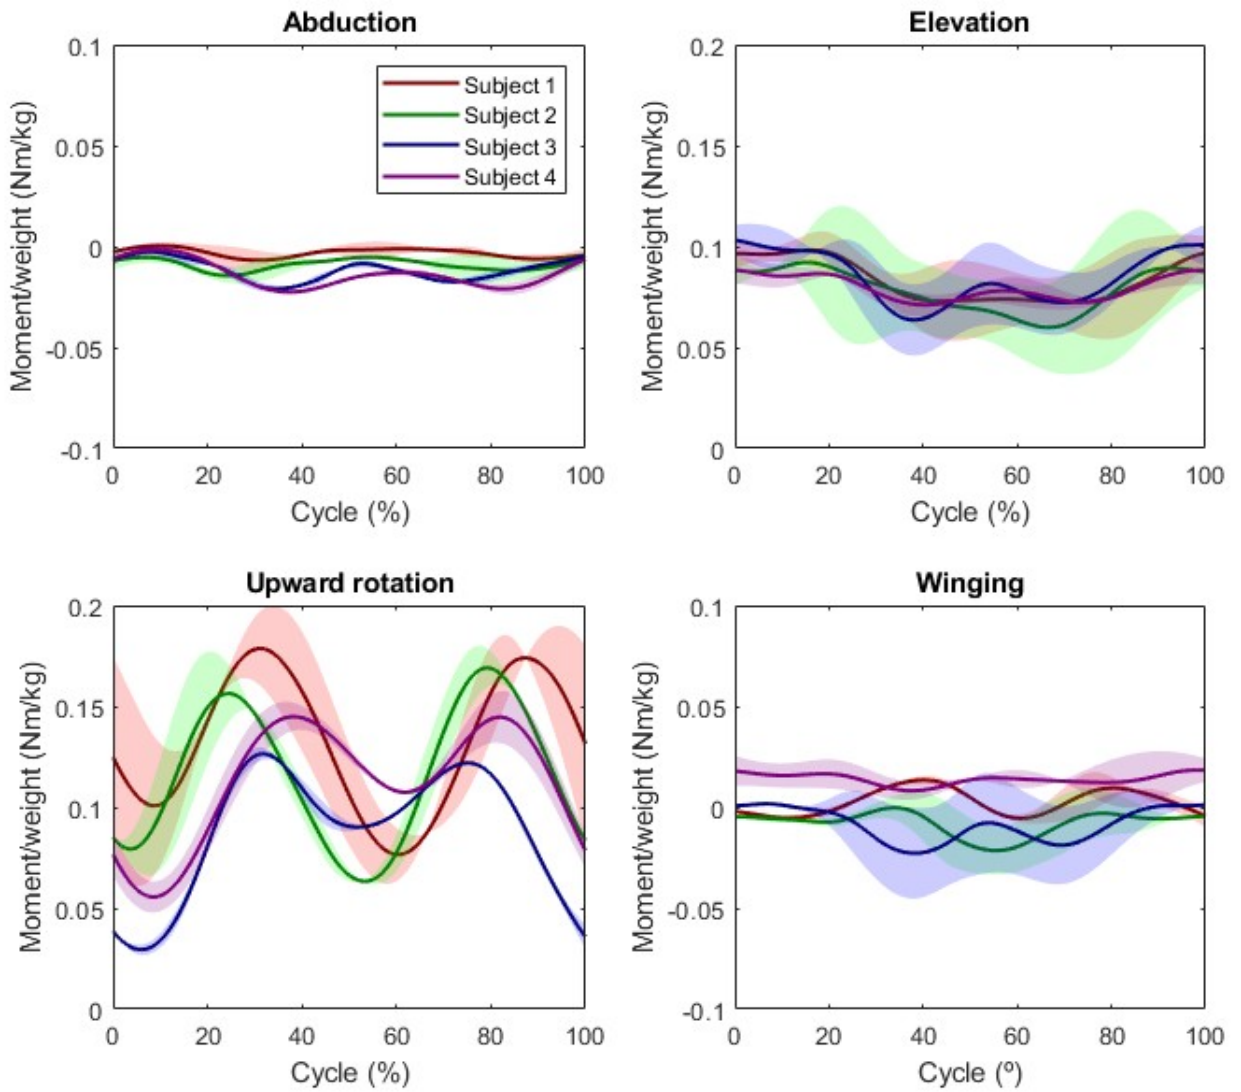 Abduction
Moment/weight (Nm/kg)
0.1
0.05
0
-0.05
-0.1
Subject 1
Subject 2
Subject 3
Subject 4
0 20 40 60 80 100
Cycle (%)
Elevation
Moment/weight (Nm/kg)
0.2
0.15
0.1
0.05
0
0 20 40 60 80 100
Cycle (%)
Upward rotation
Moment/weight (Nm/kg)
0.2
0.15
0.1
0.05
0
0 20 40 60 80 100
Cycle (%)
Winging
Moment/weight (Nm/kg)
0.1
0.05
0
-0.05
-0.1
0 20 40 60 80 100
Cycle (º)